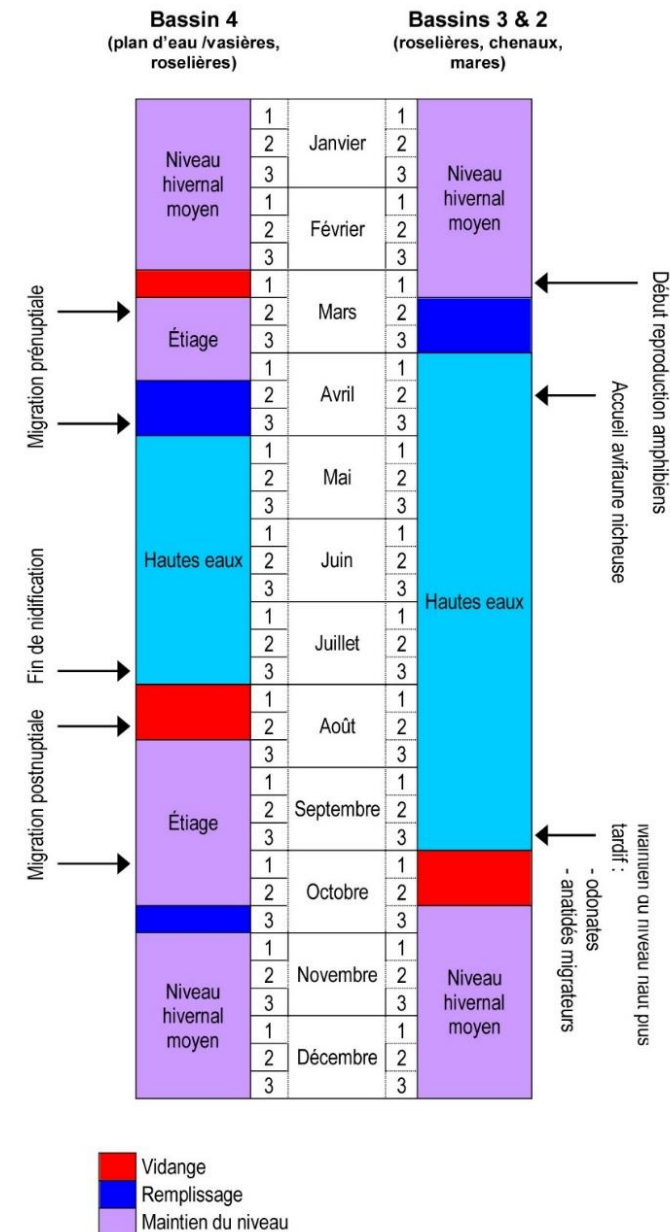 Bassin 4
(plan d'eau /vasières,
roselières)
Bassins 3 & 2
(roselières, chenaux,
mares)
Niveau
hivernal
moyen
1
2
3
Janvier
1
2
3
Niveau
hivernal
moyen
1
2
3
Février
1
2
3
1
2
3
Mars
1
2
3
Début reproduction amphibiens
Migration prénuptiale
Étiage
1
2
3
Avril
1
2
3
Accueil avifaune nicheuse
1
2
3
Mai
1
2
3
Hautes eaux
1
2
3
Juin
1
2
3
Hautes eaux
Fin de nidification
1
2
3
Juillet
1
2
3
Migration postnuptiale
1
2
3
Août
1
2
3
Étiage
1
2
3
Septembre
1
2
3
Maintien du niveau haut plus
tardif :
- odonates
- anatidés migrateurs
1
2
3
Octobre
1
2
3
Niveau
hivernal
moyen
1
2
3
Novembre
1
2
3
Niveau
hivernal
moyen
1
2
3
Décembre
1
2
3
Vidange
Remplissage
Maintien du niveau